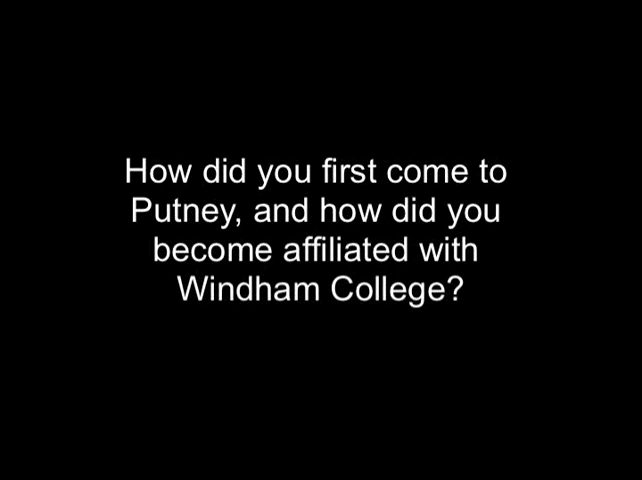 How did you first come to
Putney, and how did you
become affiliated with
Windham College?